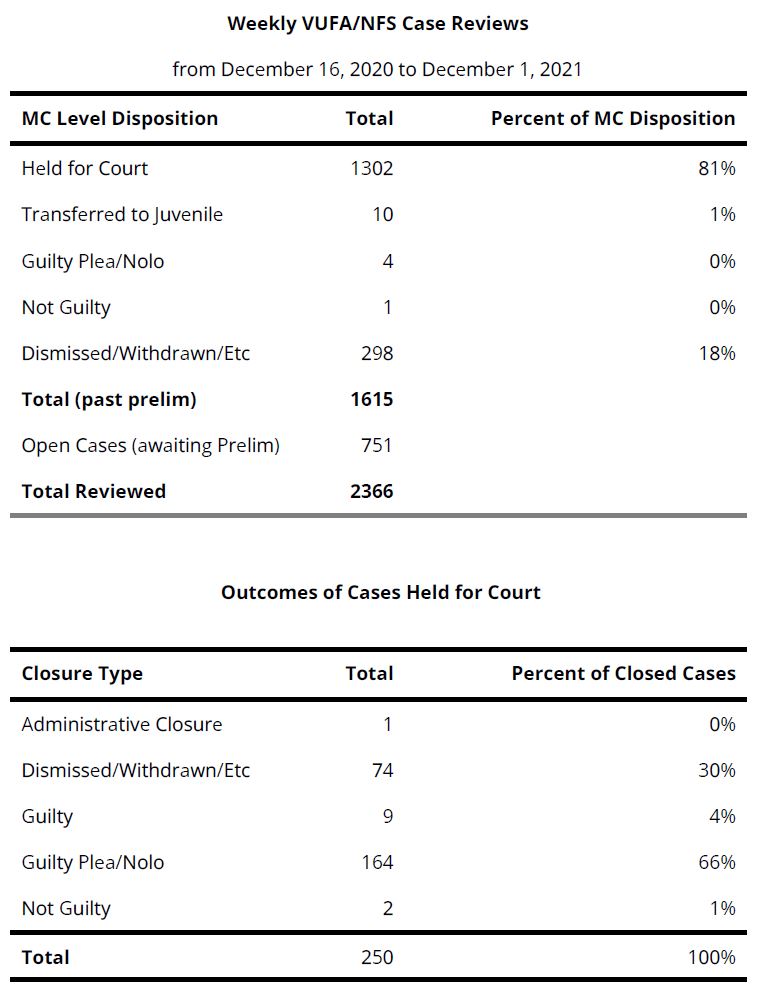 Weekly VUFA/NFS Case Reviews
from December 16, 2020 to December 1, 2021
MC Level Disposition Total Percent of MC Disposition
Held for Court 1302 81%
Transferred to Juvenile 10 1%
Guilty Plea/Nolo 4 0%
Not Guilty 1 0%
Dismissed/Withdrawn/Etc 298 18%
Total (past prelim) 1615
Open Cases (awaiting Prelim) 751
Total Reviewed 2366
Outcomes of Cases Held for Court
Closure Type Total Percent of Closed Cases
Administrative Closure 1 0%
Dismissed/Withdrawn/Etc 74 30%
Guilty 9 4%
Guilty Plea/Nolo 164 66%
Not Guilty 2 1%
Total 250 100%